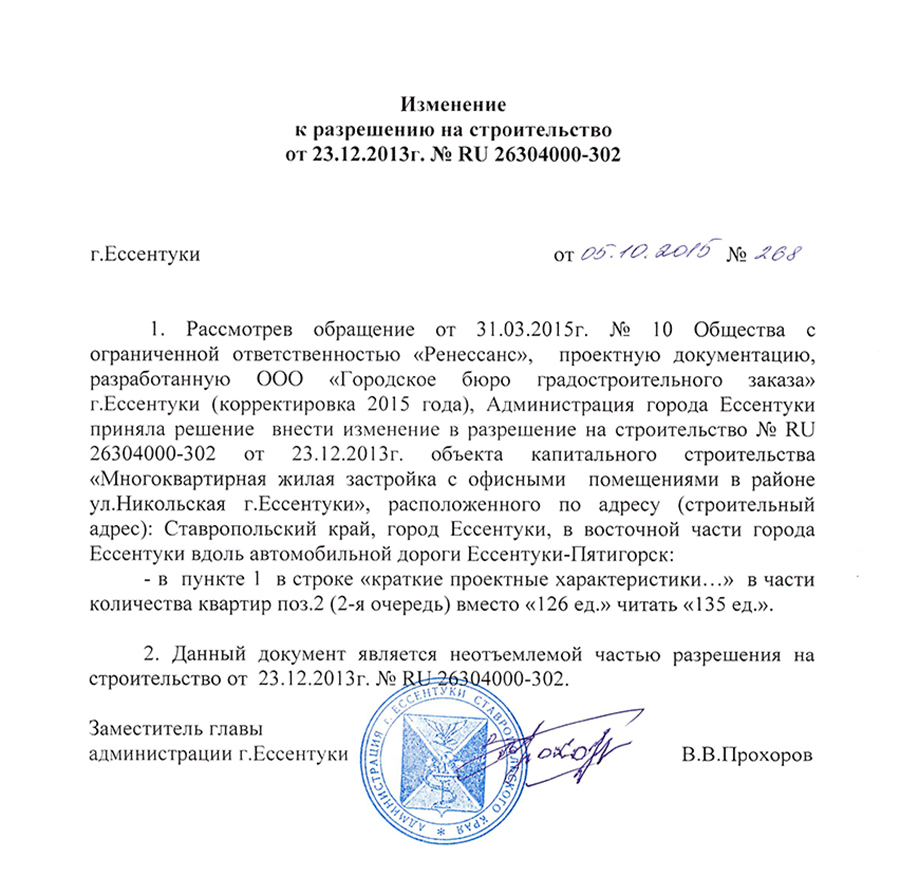 Изменение
к разрешению на строительство
от 23.12.2013г. № RU 26304000-302
г.Ессентуки от 05.10.2015 № 268
1. Рассмотрев обращение от 31.03.2015г. № 10 Общества с
ограниченной ответственностью «Ренессанс», проектную документацию,
разработанную ООО «Городское бюро градостроительного заказа»
г.Ессентуки (корректировка 2015 года), Администрация города Ессентуки
приняла решение внести изменение в разрешение на строительство № RU
26304000-302 от 23.12.2013г. объекта капитального строительства
«Многоквартирная жилая застройка с офисными помещениями в районе
ул.Никольская г.Ессентуки», расположенного по адресу (строительный
адрес): Ставропольский край, город Ессентуки, в восточной части города
Ессентуки вдоль автомобильной дороги Ессентуки-Пятигорск:
- в пункте 1 в строке «краткие проектные характеристики…» в части
количества квартир поз.2 (2-я очередь) вместо «126 ед.» читать «135 ед.».
2. Данный документ является неотъемлемой частью разрешения на
строительство от 23.12.2013г. № RU 26304000-302.
Заместитель главы
администрации г.Ессентуки В.В.Прохоров
АДМИНИСТРАЦИЯ г. ЕССЕНТУКИ СТАВРОПОЛЬСКОГО КРАЯ *